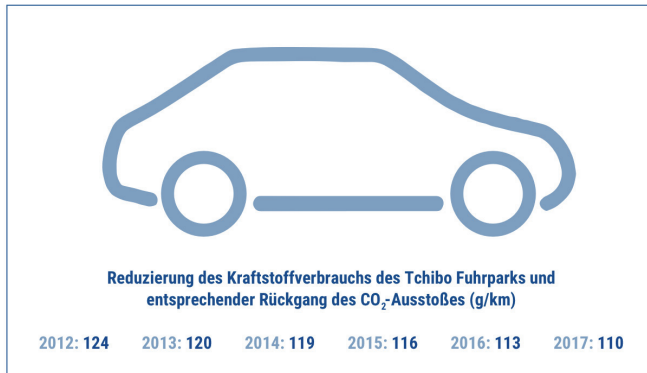 Reduzierung des Kraftstoffverbrauchs des Tchibo Fuhrparks und
entsprechender Rückgang des CO₂-Ausstoßes (g/km)
2012: 124 2013: 120 2014: 119 2015: 116 2016: 113 2017: 110